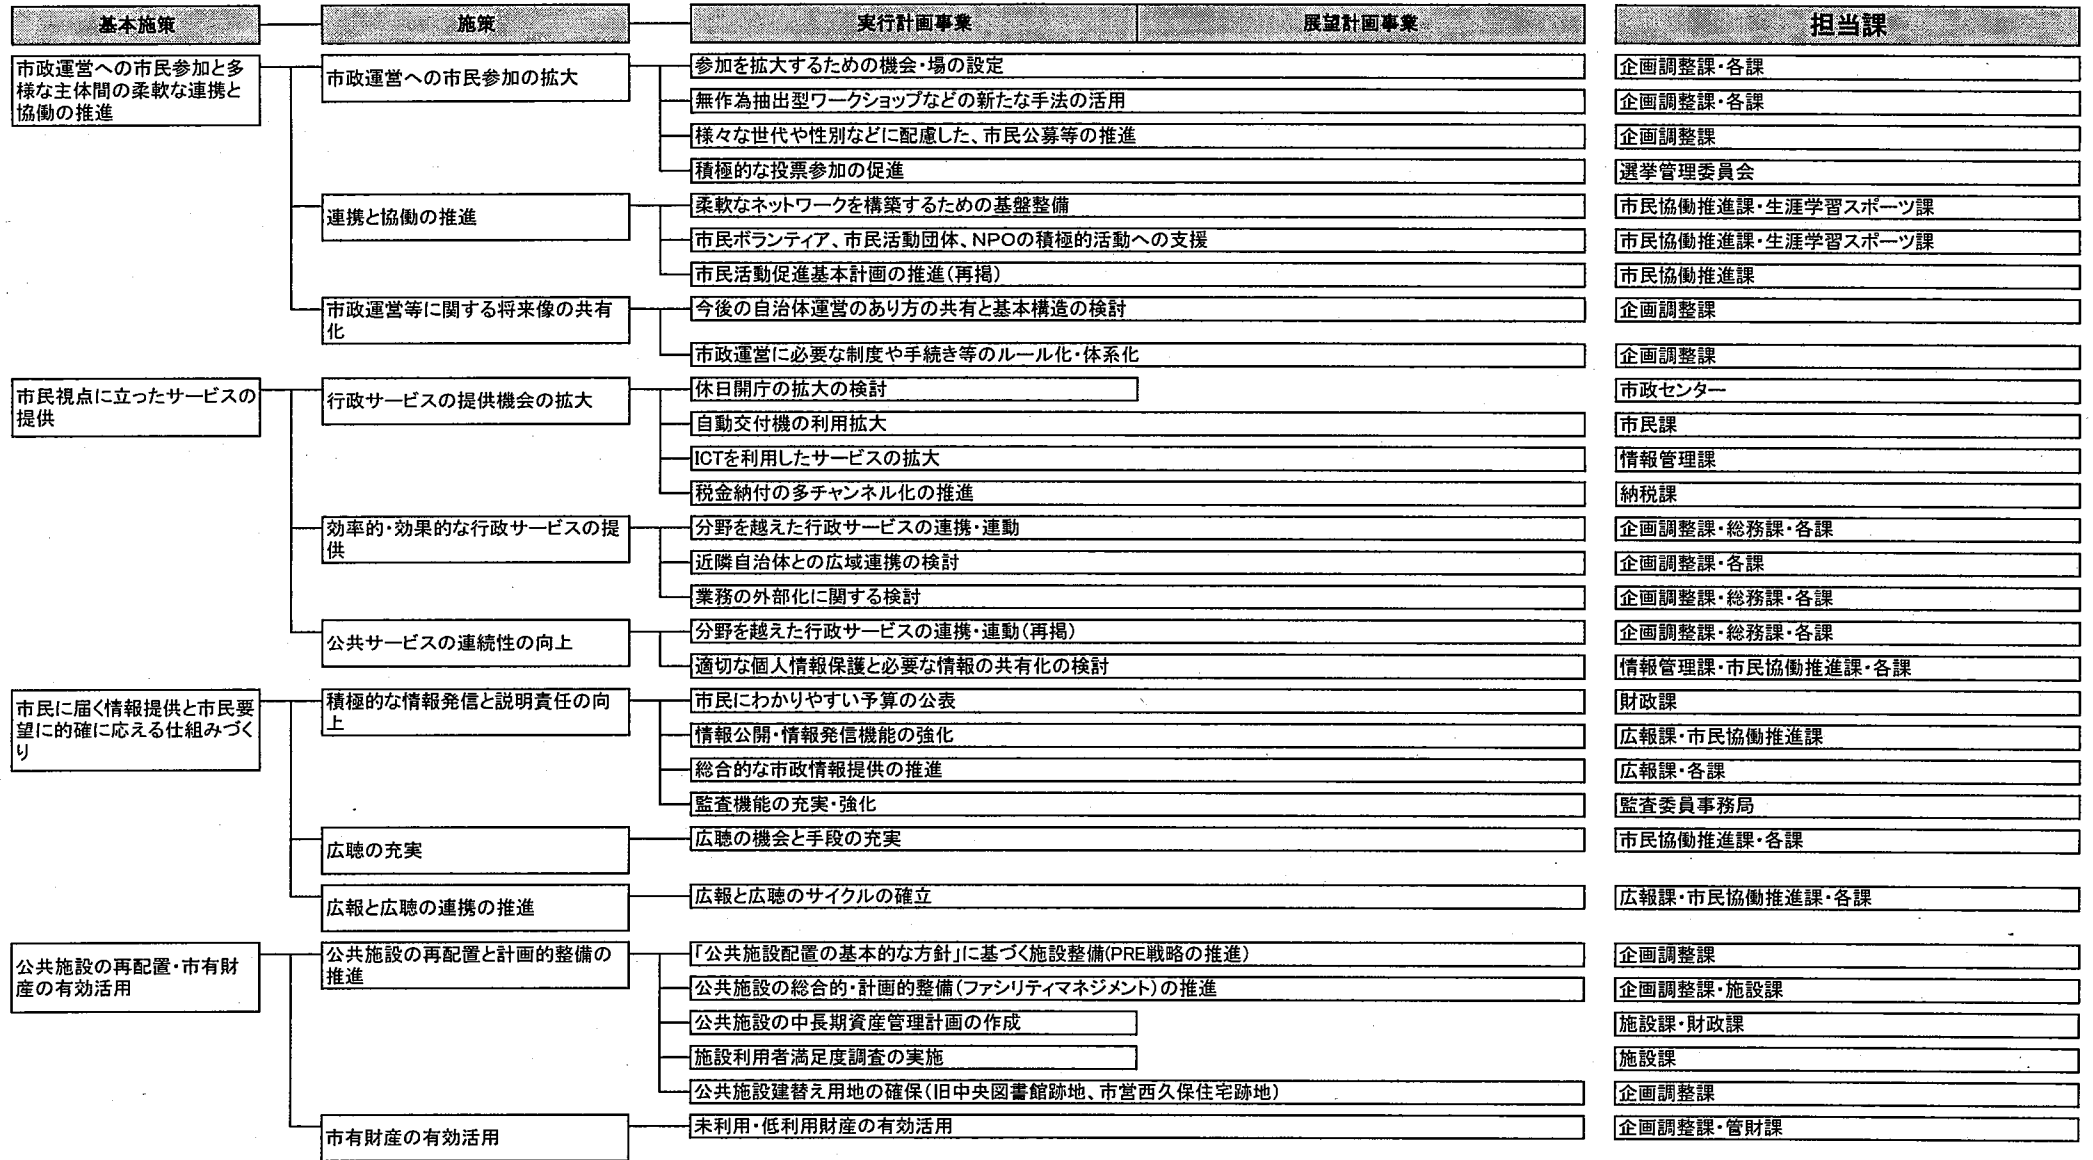 基本施策 施策 実行計画事業 展望計画事業 担当課
市政運営への市民参加と多
様な主体間の柔軟な連携と
協働の推進
市政運営への市民参加の拡大
参加を拡大するための機会・場の設定 企画調整課・各課
無作為抽出型ワークショップなどの新たな手法の活用 企画調整課・各課
様々な世代や性別などに配慮した、市民公募等の推進 企画調整課
積極的な投票参加の促進 選挙管理委員会
連携と協働の推進
柔軟なネットワークを構築するための基盤整備 市民協働推進課・生涯学習スポーツ課
市民ボランティア、市民活動団体、NPOの積極的活動への支援 市民協働推進課・生涯学習スポーツ課
市民活動促進基本計画の推進(再掲) 市民協働推進課
市政運営等に関する将来像の共有
化
今後の自治体運営のあり方の共有と基本構造の検討 企画調整課
市政運営に必要な制度や手続き等のルール化・体系化 企画調整課
市民視点に立ったサービスの
提供
行政サービスの提供機会の拡大
休日開庁の拡大の検討 市政センター
自動交付機の利用拡大 市民課
ICTを利用したサービスの拡大 情報管理課
税金納付の多チャンネル化の推進 納税課
効率的・効果的な行政サービスの提
供
分野を越えた行政サービスの連携・連動 企画調整課・総務課・各課
近隣自治体との広域連携の検討 企画調整課・各課
業務の外部化に関する検討 企画調整課・総務課・各課
公共サービスの連続性の向上
分野を越えた行政サービスの連携・連動(再掲) 企画調整課・総務課・各課
適切な個人情報保護と必要な情報の共有化の検討 情報管理課・市民協働推進課・各課
市民に届く情報提供と市民要
望に的確に応える仕組みづく
り
積極的な情報発信と説明責任の向
上
市民にわかりやすい予算の公表 財政課
情報公開・情報発信機能の強化 広報課・市民協働推進課
総合的な市政情報提供の推進 広報課・各課
監査機能の充実・強化 監査委員事務局
広聴の充実
広聴の機会と手段の充実 市民協働推進課・各課
広報と広聴の連携の推進
広報と広聴のサイクルの確立 広報課・市民協働推進課・各課
公共施設の再配置・市有財
産の有効活用
公共施設の再配置と計画的整備の
推進
「公共施設配置の基本的な方針」に基づく施設整備(PRE戦略の推進) 企画調整課
公共施設の総合的・計画的整備(ファシリティマネジメント)の推進 企画調整課・施設課
公共施設の中長期資産管理計画の作成 施設課・財政課
施設利用者満足度調査の実施 施設課
公共施設建替え用地の確保(旧中央図書館跡地、市営西久保住宅跡地) 企画調整課
市有財産の有効活用
未利用・低利用財産の有効活用 企画調整課・管財課